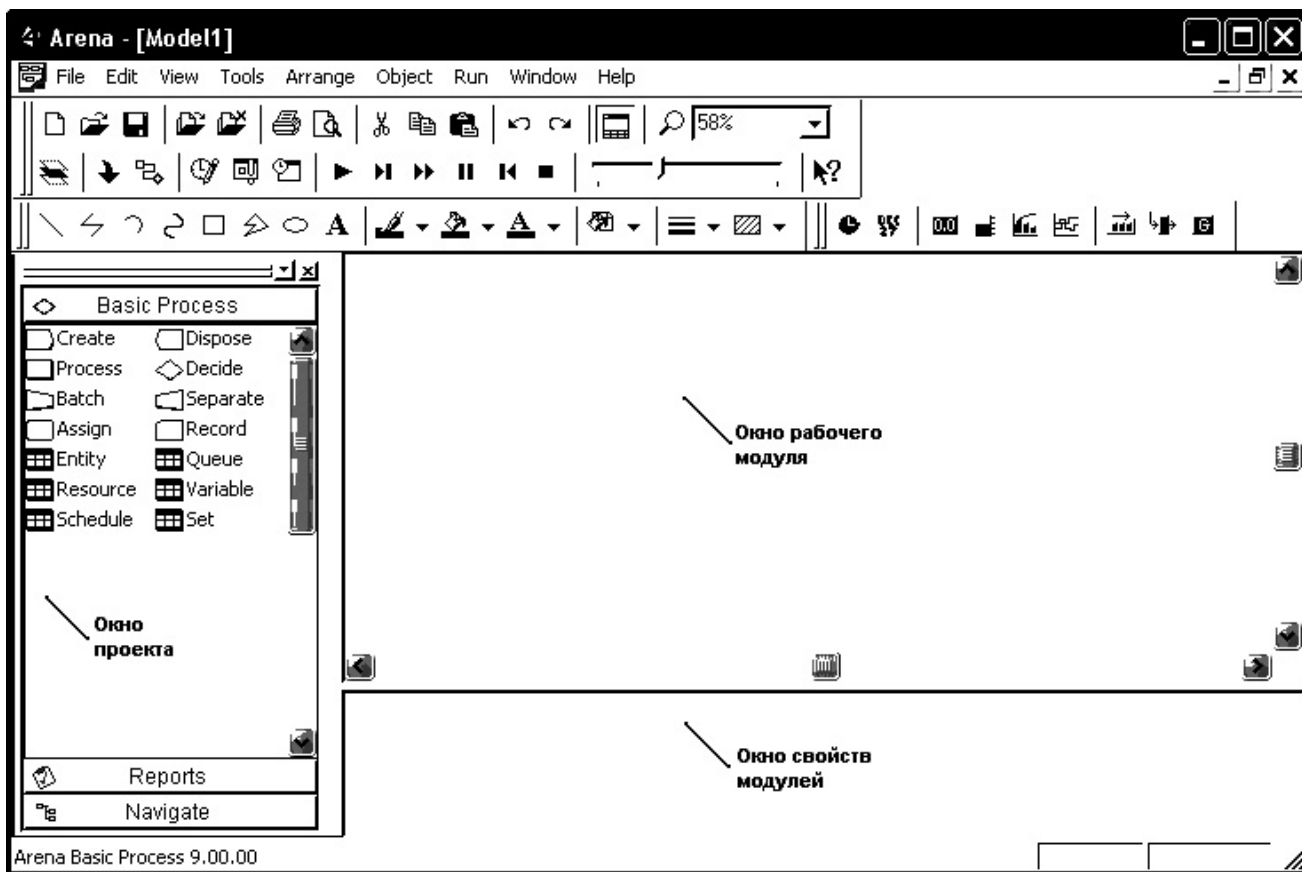 Arena - [Model1]
File Edit View Tools Arrange Object Run Window Help
58%
A A
0.0 G
Basic Process
Create Dispose
Process Decide
Batch Separate
Assign Record
Entity Queue
Resource Variable
Schedule Set
Окно
проекта
Reports
Navigate
Окно рабочего
модуля
Окно свойств
модулей
Arena Basic Process 9.00.00